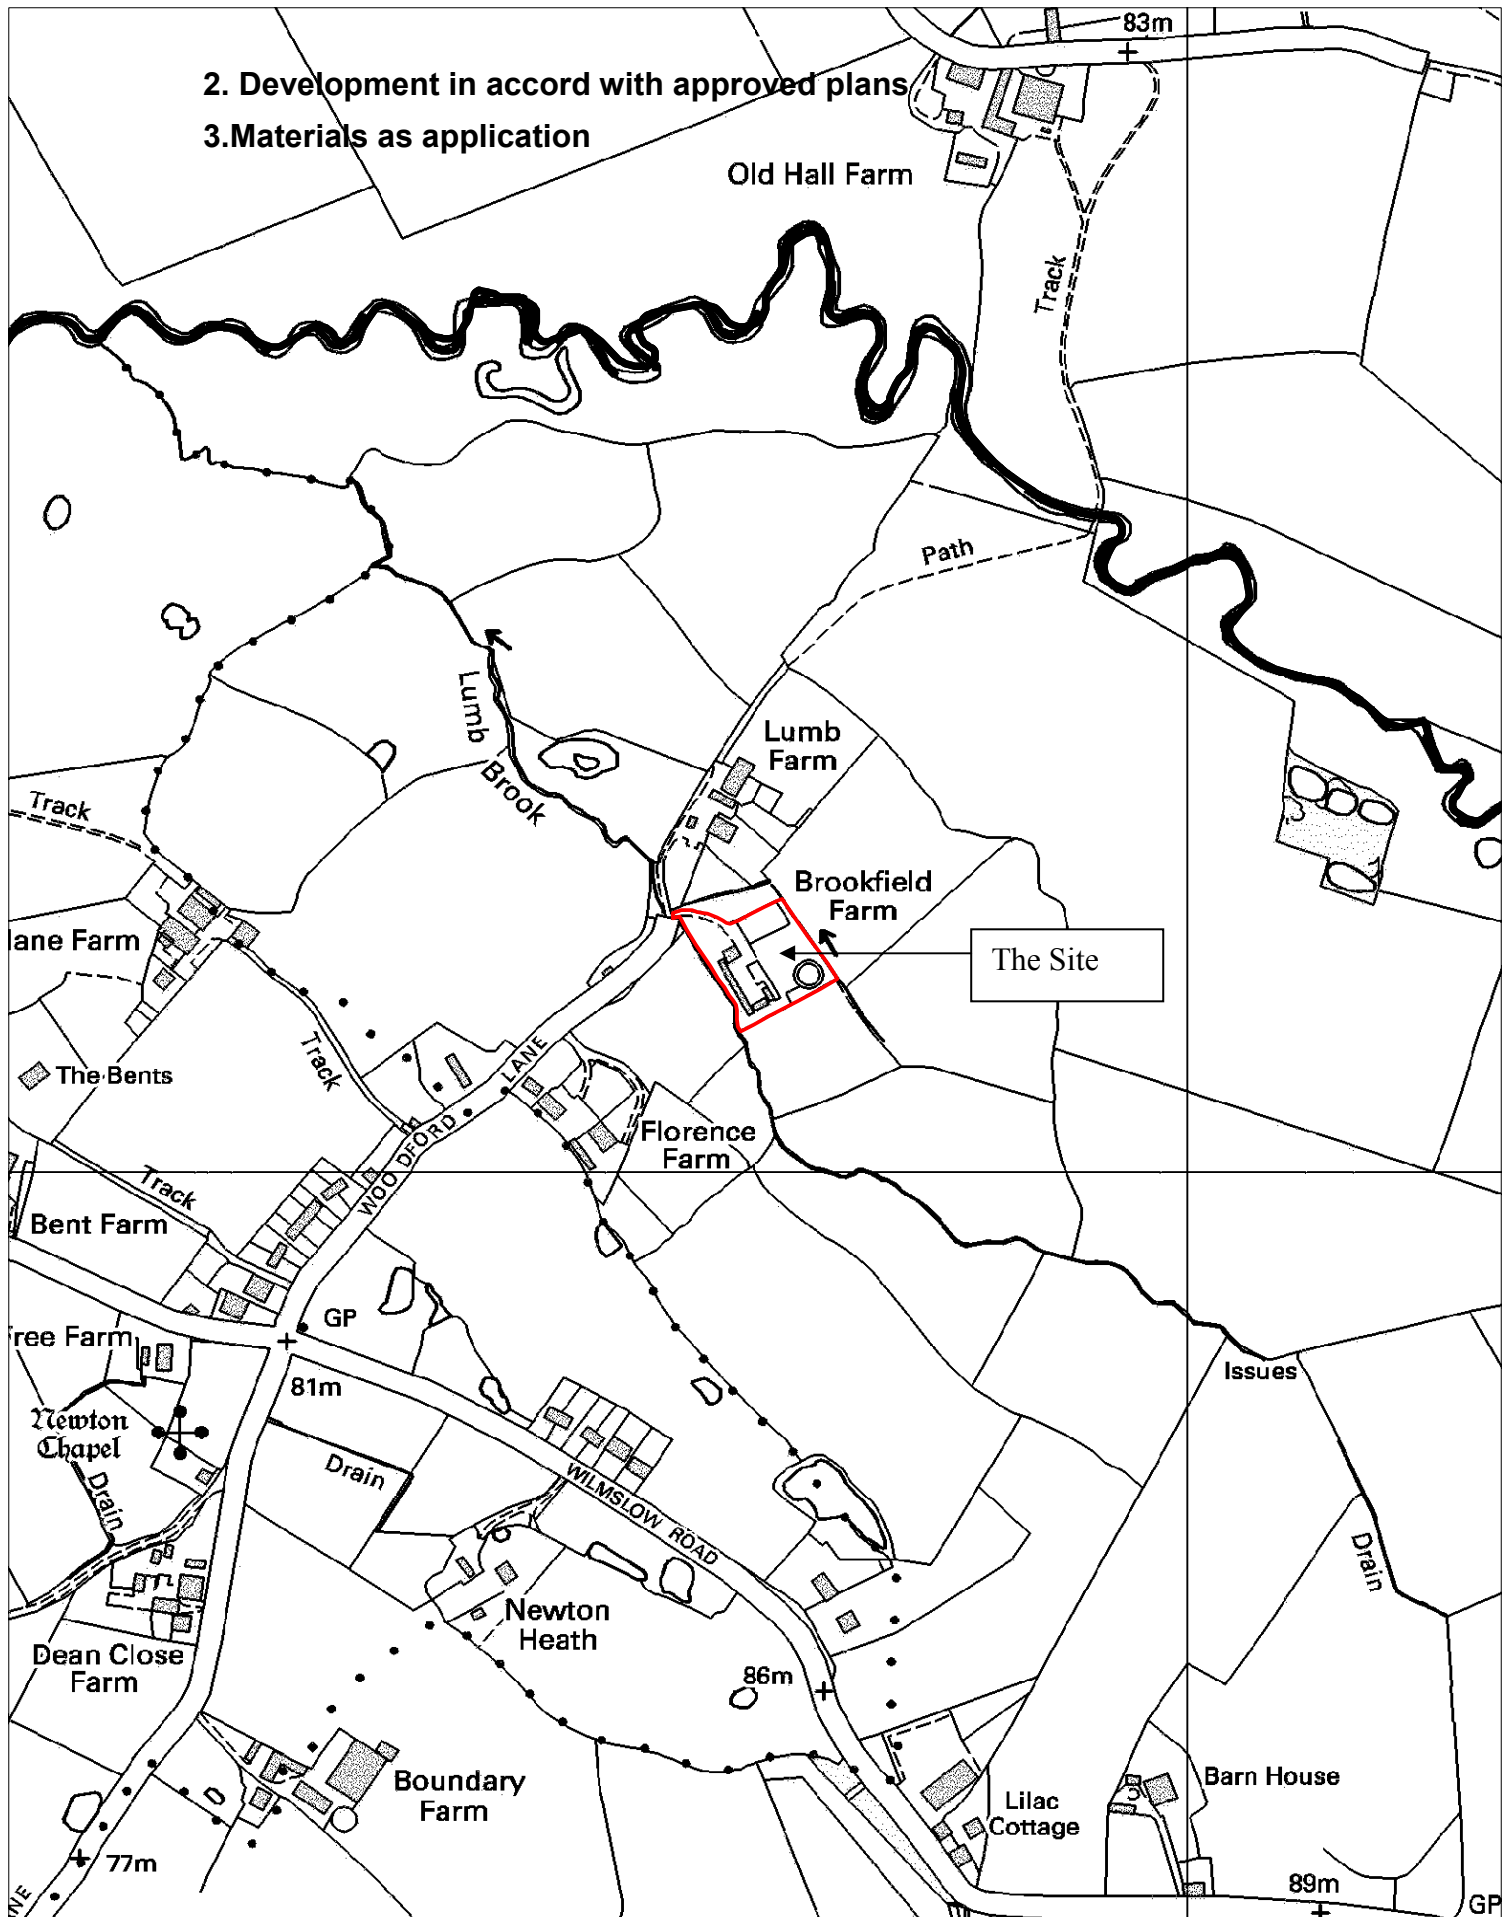 83m
2. Development in accord with approved plans
3.Materials as application
Old Hall Farm
Track
Path
Lumb
Brook
Lumb
Farm
Track
Brookfield
Farm
lane Farm
The Site
Track
LANE
The Bents
WOODFORD
Florence
Farm
Track
Bent Farm
GP
Free Farm
81m
Issues
Newton
Chapel
Drain
Drain
WILMSLOW ROAD
Drain
Newton
Heath
Dean Close
Farm
86m
Boundary
Farm
Barn House
Lilac
Cottage
77m
89m
NE
GP